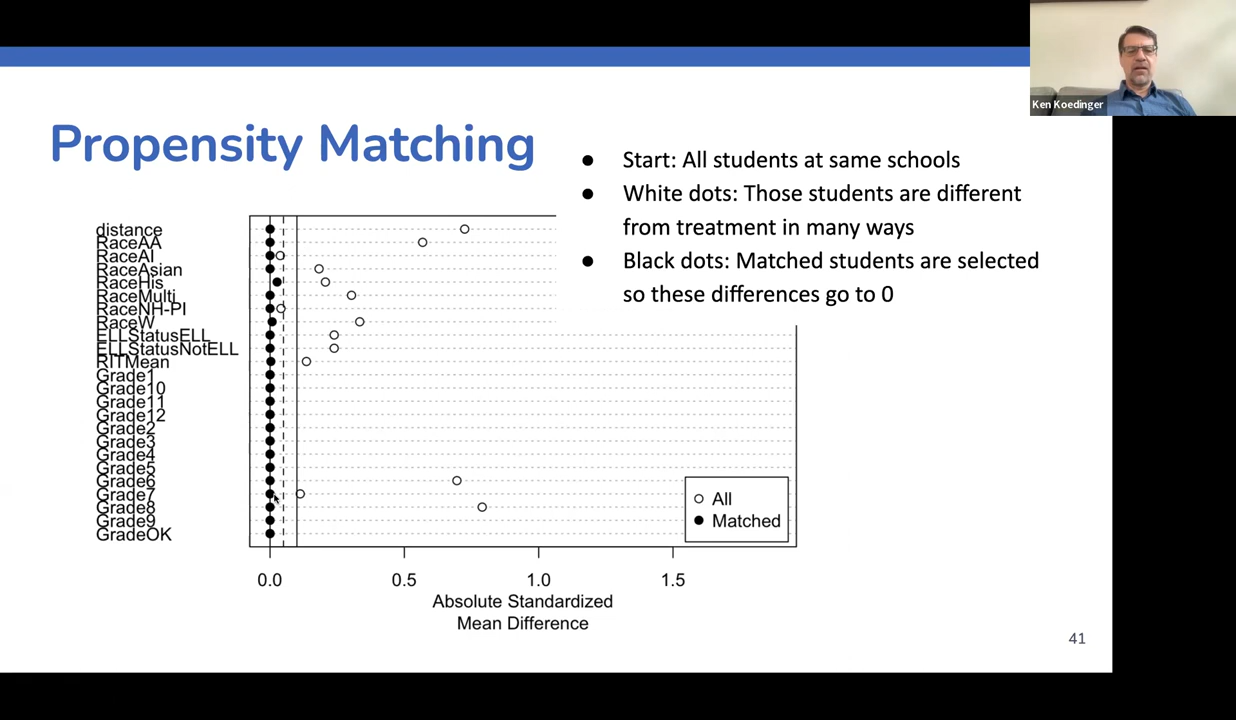 Ken Koedinger
Propensity Matching
● Start: All students at same schools
● White dots: Those students are different
from treatment in many ways
● Black dots: Matched students are selected
so these differences go to 0
distance
RaceAA
RaceAI
RaceAsian
RaceHis
RaceMulti
RaceNH-PI
RaceW
ELLStatusELL
ELLStatusNotELL
RITMean
Grade1
Grade10
Grade11
Grade12
Grade2
Grade3
Grade4
Grade5
Grade6
Grade7
Grade8
Grade9
GradeOK
All
Matched
0.0 0.5 1.0 1.5
Absolute Standardized
Mean Difference
41